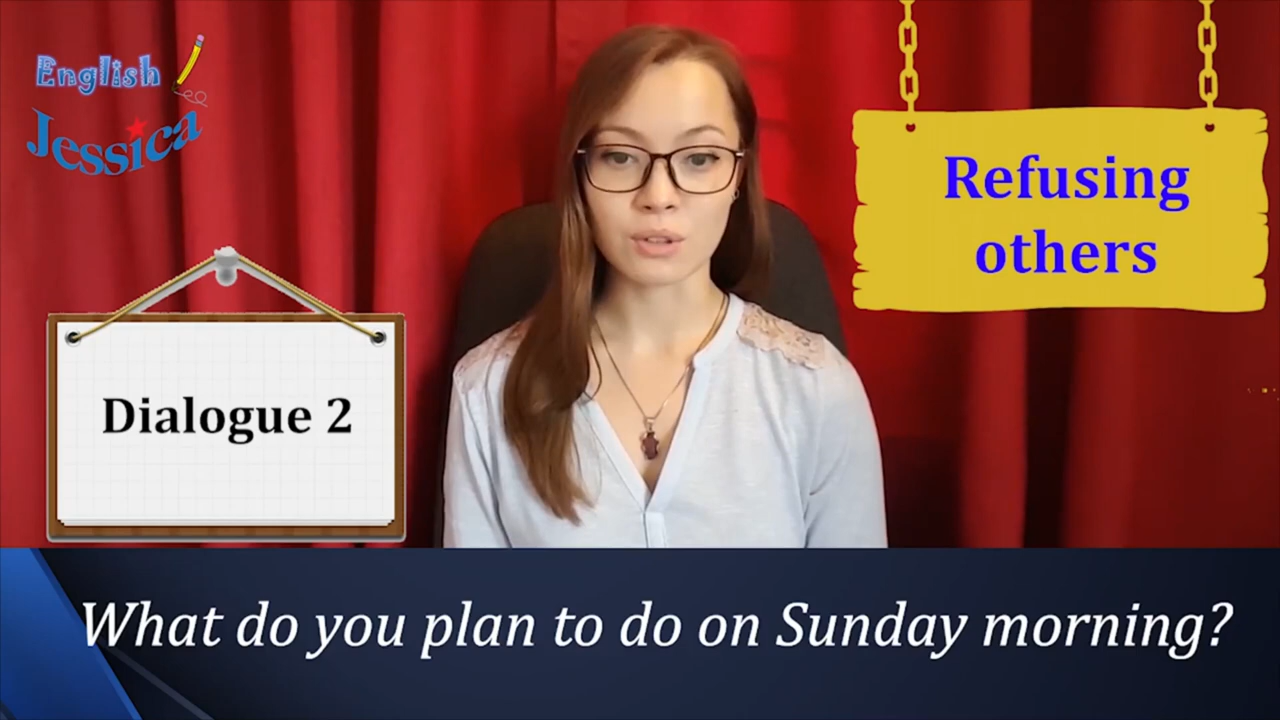 English
Jessica
Refusing
others
Dialogue 2
What do you plan to do on Sunday morning?